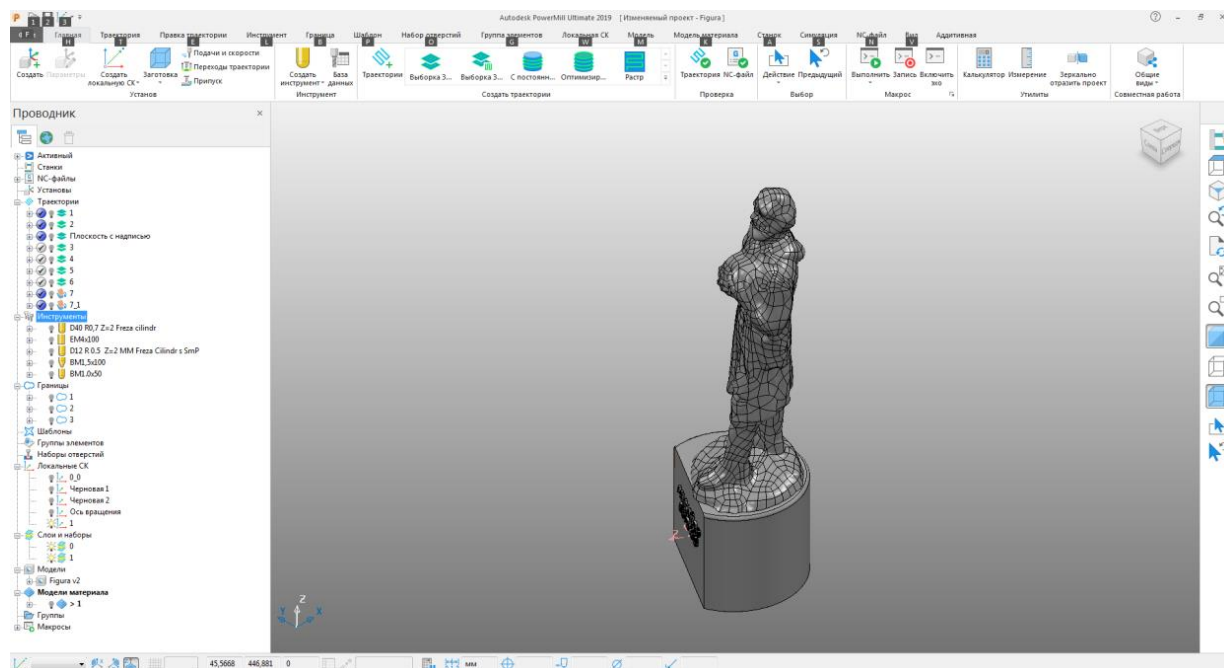 Autodesk PowerMill Ultimate 2019 [Изменяемый проект - Figura]
Главная Траектория Правка траектории Инструмент Граница Шаблон Набор отверстий Группа элементов Локальная СК Модель Модель материала Станок Симуляция NC-файл Вид Аддитивная
Создать Параметры Создать локальную СК Заготовка
Подачи и скорости
Переходы траектории
Припуск
Создать инструмент База данных
Траектории Выборка З... Выборка З... С постоянн... Оптимизир... Растр
Траектория NC-файл
Действие Предыдущий
Выполнить Запись Включить эхо
Калькулятор Измерение Зеркально отразить проект
Общие виды
Установ Инструмент Создать траектории Проверка Выбор Макрос Утилиты Совместная работа
Проводник
Активный
Станки
NC-файлы
Установы
Траектории
1
2
Плоскость с надписью
3
4
5
6
7
7_1
Инструменты
D40 R0,7 Z=2 Freza cilindr
EM4x100
D12 R 0.5 Z=2 MM Freza Cilindr s SmP
BM1,5x100
BM1.0x50
Границы
1
2
3
Шаблоны
Группы элементов
Наборы отверстий
Локальные СК
0_0
Черновая 1
Черновая 2
Ось вращения
1
Слои и наборы
0
1
Модели
Figura v2
Модели материала
> 1
Группы
Макросы
Z
Y X
Z
45,5668 446,881 0 мм